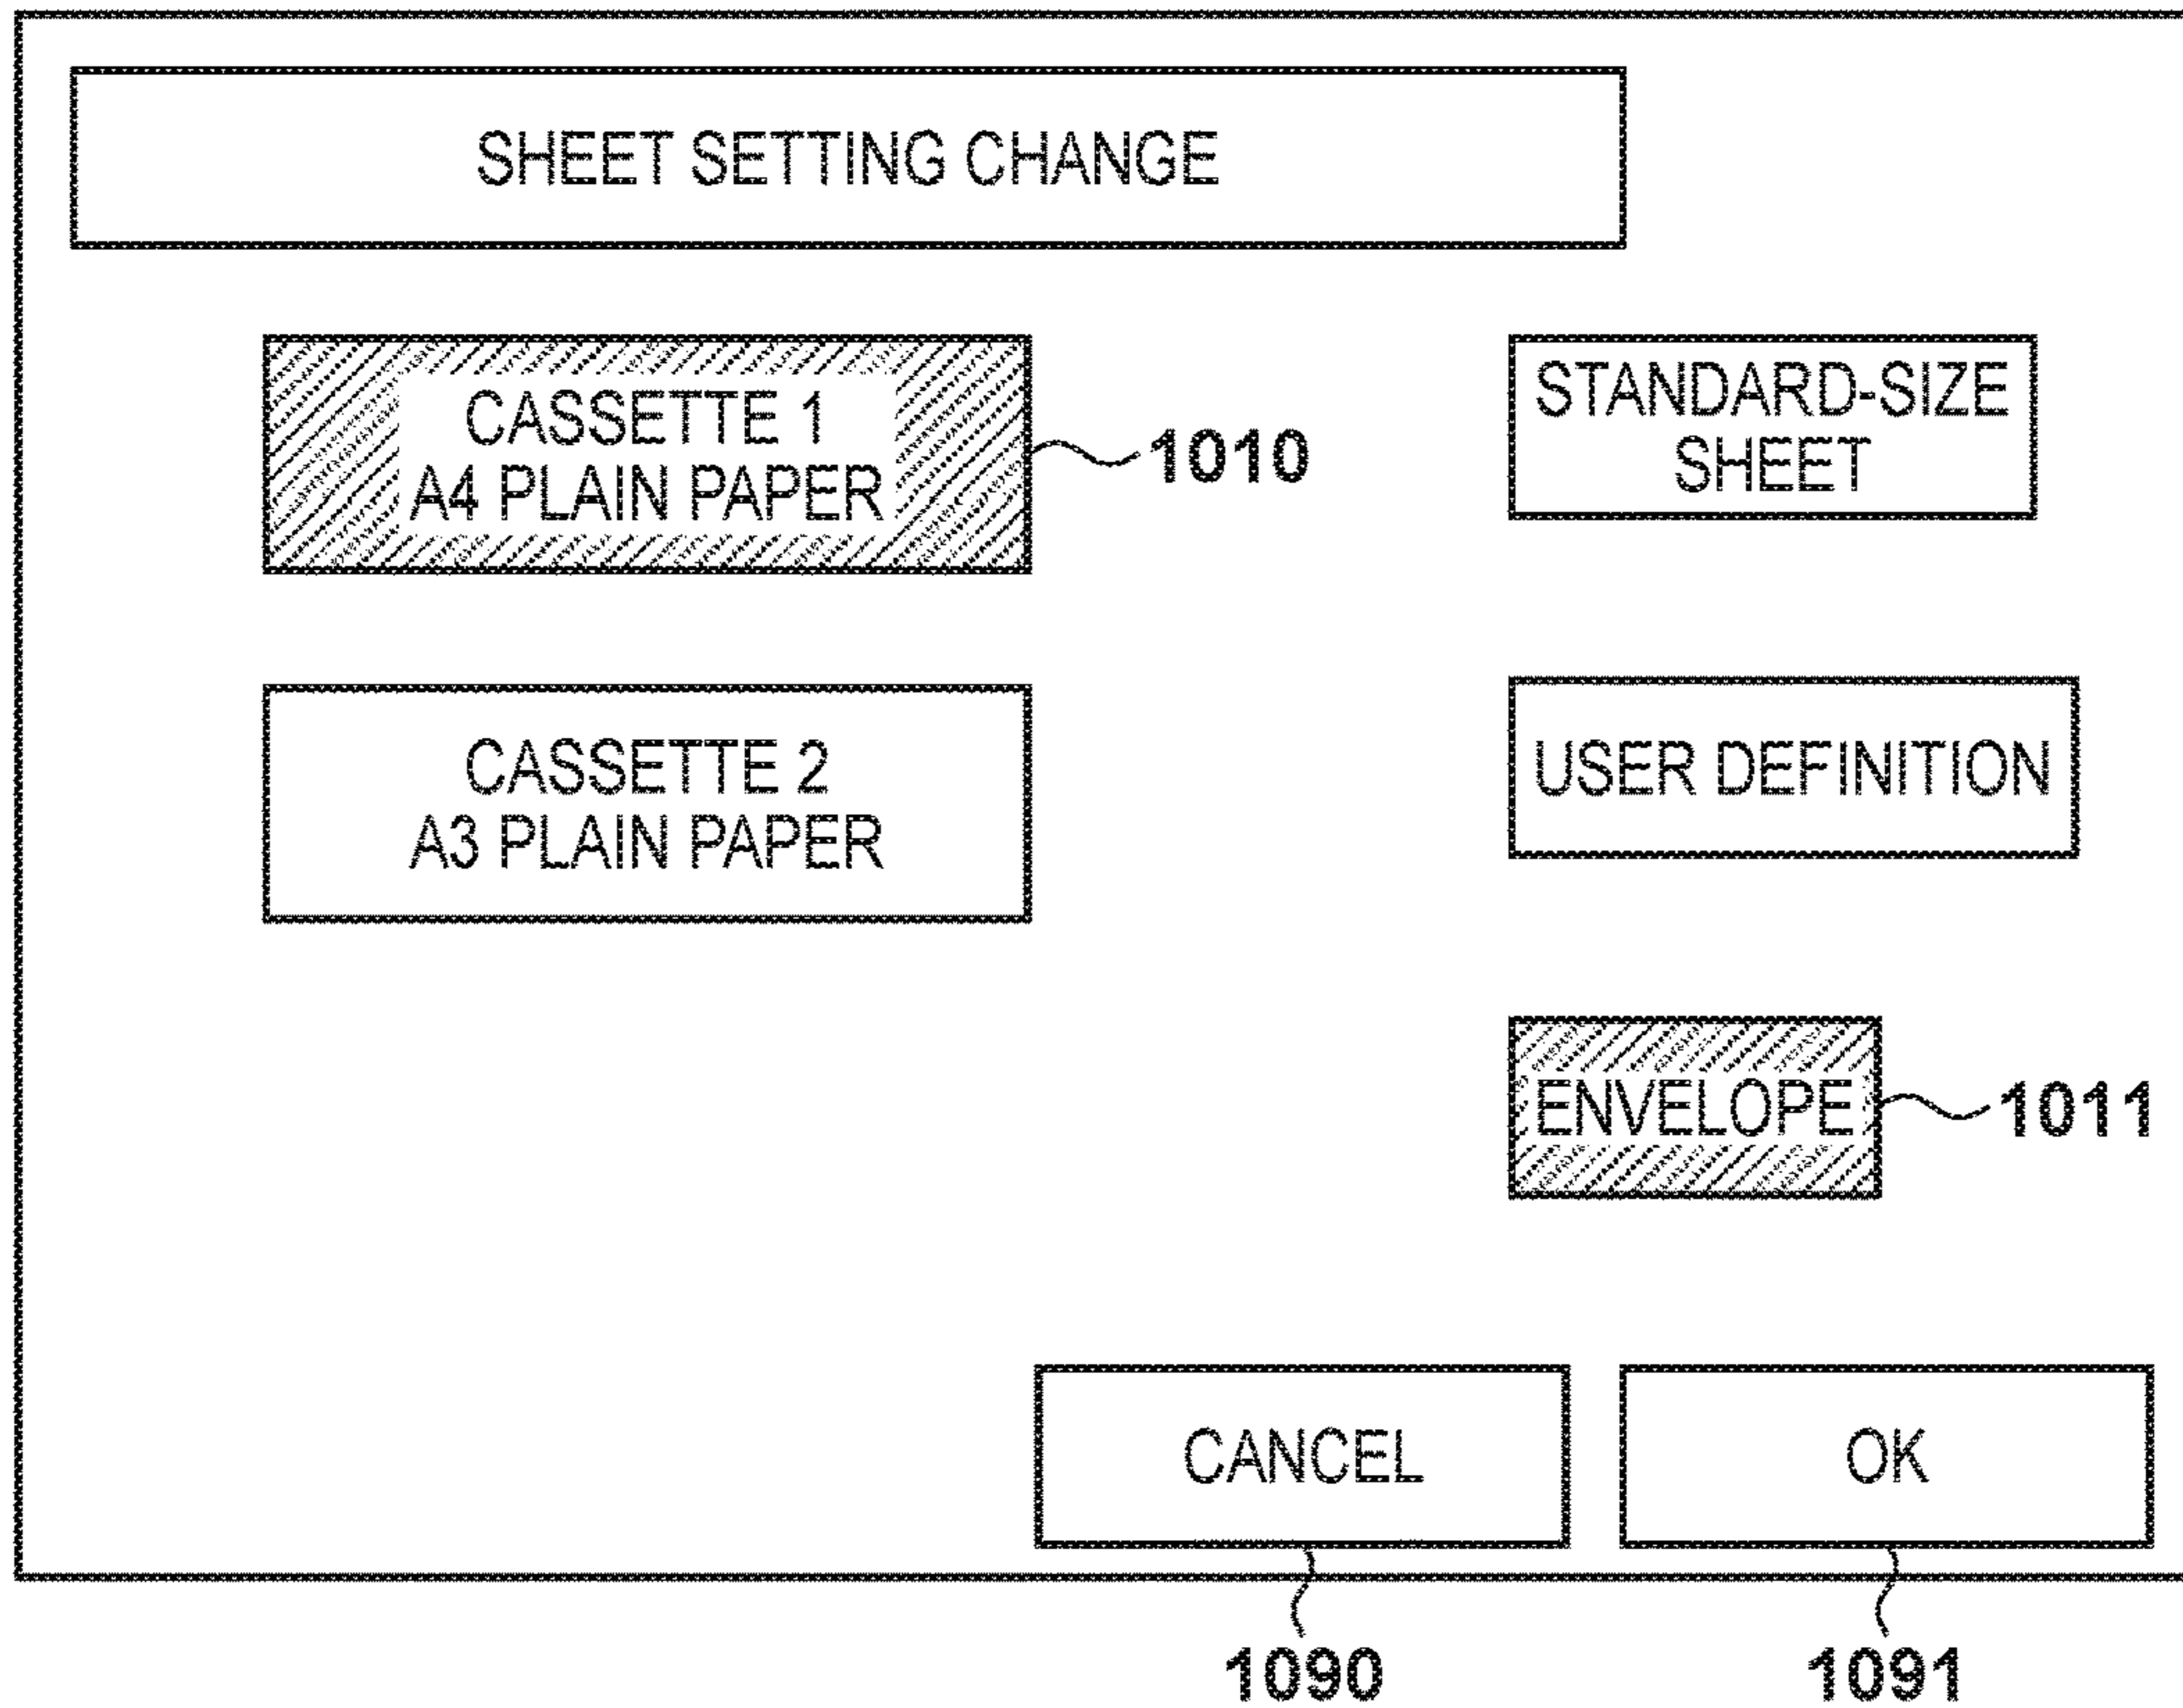 SHEET SETTING CHANGE
CASSETTE 1
A4 PLAIN PAPER
1010
STANDARD-SIZE
SHEET
CASSETTE 2
A3 PLAIN PAPER
USER DEFINITION
ENVELOPE
1011
CANCEL
OK
1090
1091